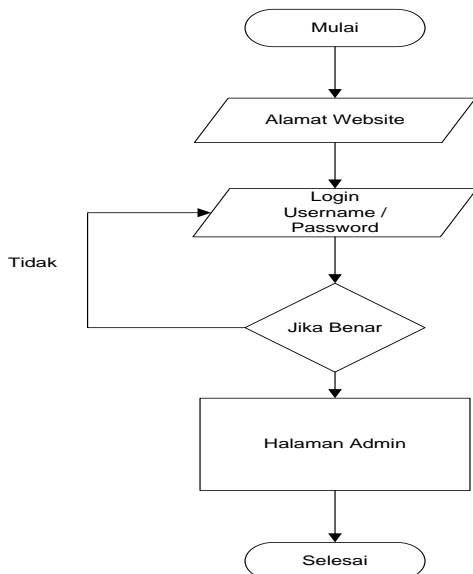 Mulai
Alamat Website
Login
Username /
Password
Tidak
Jika Benar
Halaman Admin
Selesai